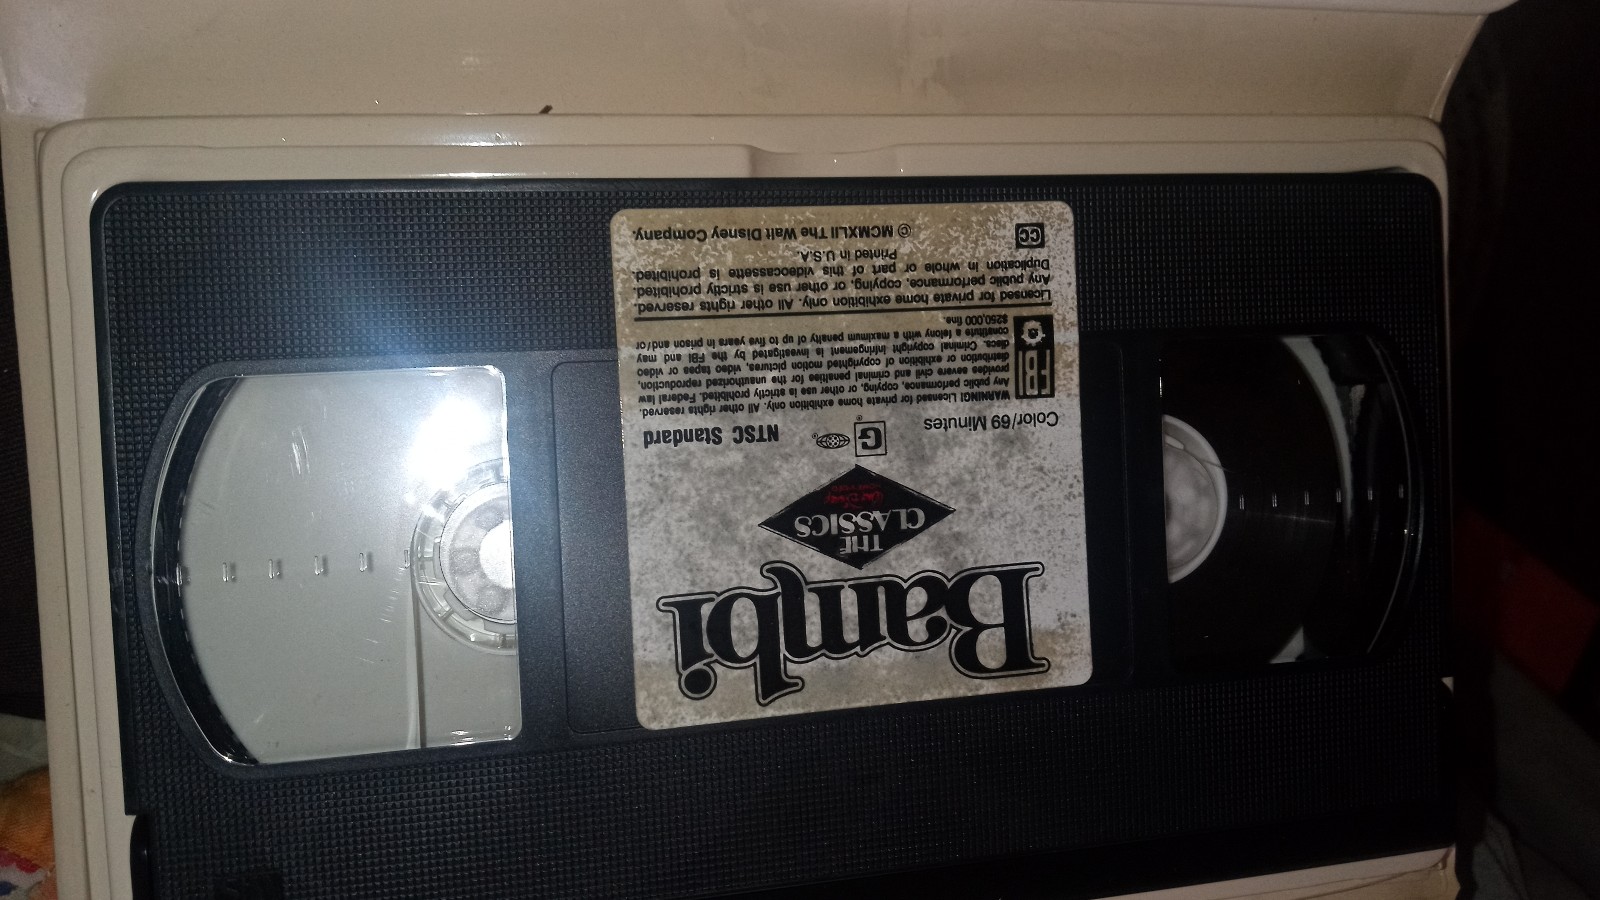 Bambi
THE
CLASSICS
WALT DISNEY
HOME VIDEO
Color/69 Minutes
G
NTSC Standard
FBI
WARNING! Licensed for private home exhibition only. All other rights reserved.
Any public performance, copying, or other use is strictly prohibited. Federal law
provides severe civil and criminal penalties for the unauthorized reproduction,
distribution or exhibition of copyrighted motion pictures, video tapes or video
discs. Criminal copyright infringement is investigated by the FBI and may
constitute a felony with a maximum penalty of up to five years in prison and/or
$250,000 fine.
Licensed for private home exhibition only. All other rights reserved.
Any public performance, copying, or other use is strictly prohibited.
Duplication in whole or part of this videocassette is prohibited.
Printed in U.S.A.
CC
© MCMXLII The Walt Disney Company.